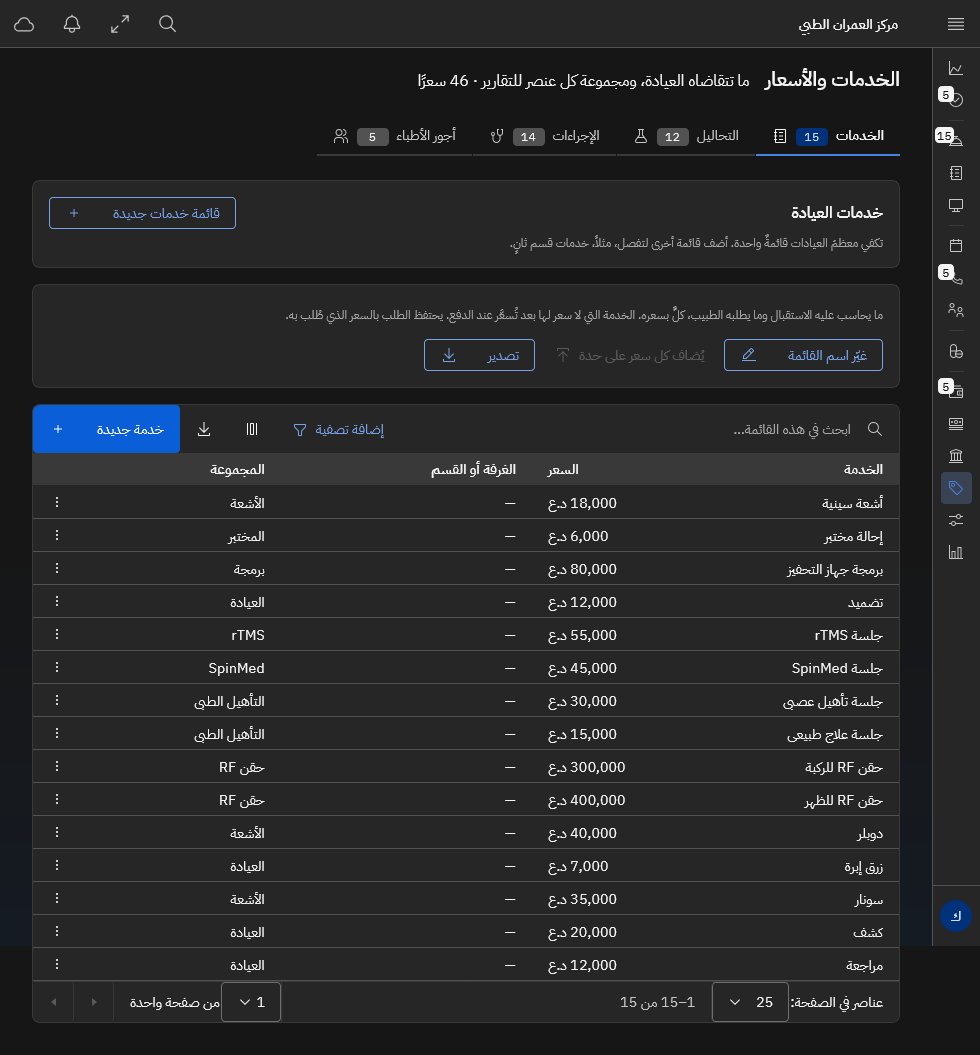 مركز العمران الطبي
5
15
5
5
ك
الخدمات والأسعار ما تتقاضاه العيادة، ومجموعة كل عنصر للتقارير · 46 سعرًا
الخدمات 15 التحاليل 12 الإجراءات 14 أجور الأطباء 5
خدمات العيادة
قائمة خدمات جديدة +
تكفي معظم العيادات قائمةٌ واحدة. أضف قائمة أخرى لتفصل، مثلاً، خدمات قسم ثانٍ.
ما يحاسب عليه الاستقبال وما يطلبه الطبيب، كلٌّ بسعره. الخدمة التي لا سعر لها بعد تُسعَّر عند الدفع. يحتفظ الطلب بالسعر الذي طُلب به.
غيّر اسم القائمة يُضاف كل سعر على حدة تصدير
ابحث في هذه القائمة... إضافة تصفية خدمة جديدة +
الخدمة السعر الغرفة أو القسم المجموعة
أشعة سينية 18,000 د.ع — الأشعة
إحالة مختبر 6,000 د.ع — المختبر
برمجة جهاز التحفيز 80,000 د.ع — برمجة
تضميد 12,000 د.ع — العيادة
جلسة rTMS 55,000 د.ع — rTMS
جلسة SpinMed 45,000 د.ع — SpinMed
جلسة تأهيل عصبي 30,000 د.ع — التأهيل الطبي
جلسة علاج طبيعي 15,000 د.ع — التأهيل الطبي
حقن RF للركبة 300,000 د.ع — حقن RF
حقن RF للظهر 400,000 د.ع — حقن RF
دوبلر 40,000 د.ع — الأشعة
زرق إبرة 7,000 د.ع — العيادة
سونار 35,000 د.ع — الأشعة
كشف 20,000 د.ع — العيادة
مراجعة 12,000 د.ع — العيادة
عناصر في الصفحة: 25 1–15 من 15 1 من صفحة واحدة